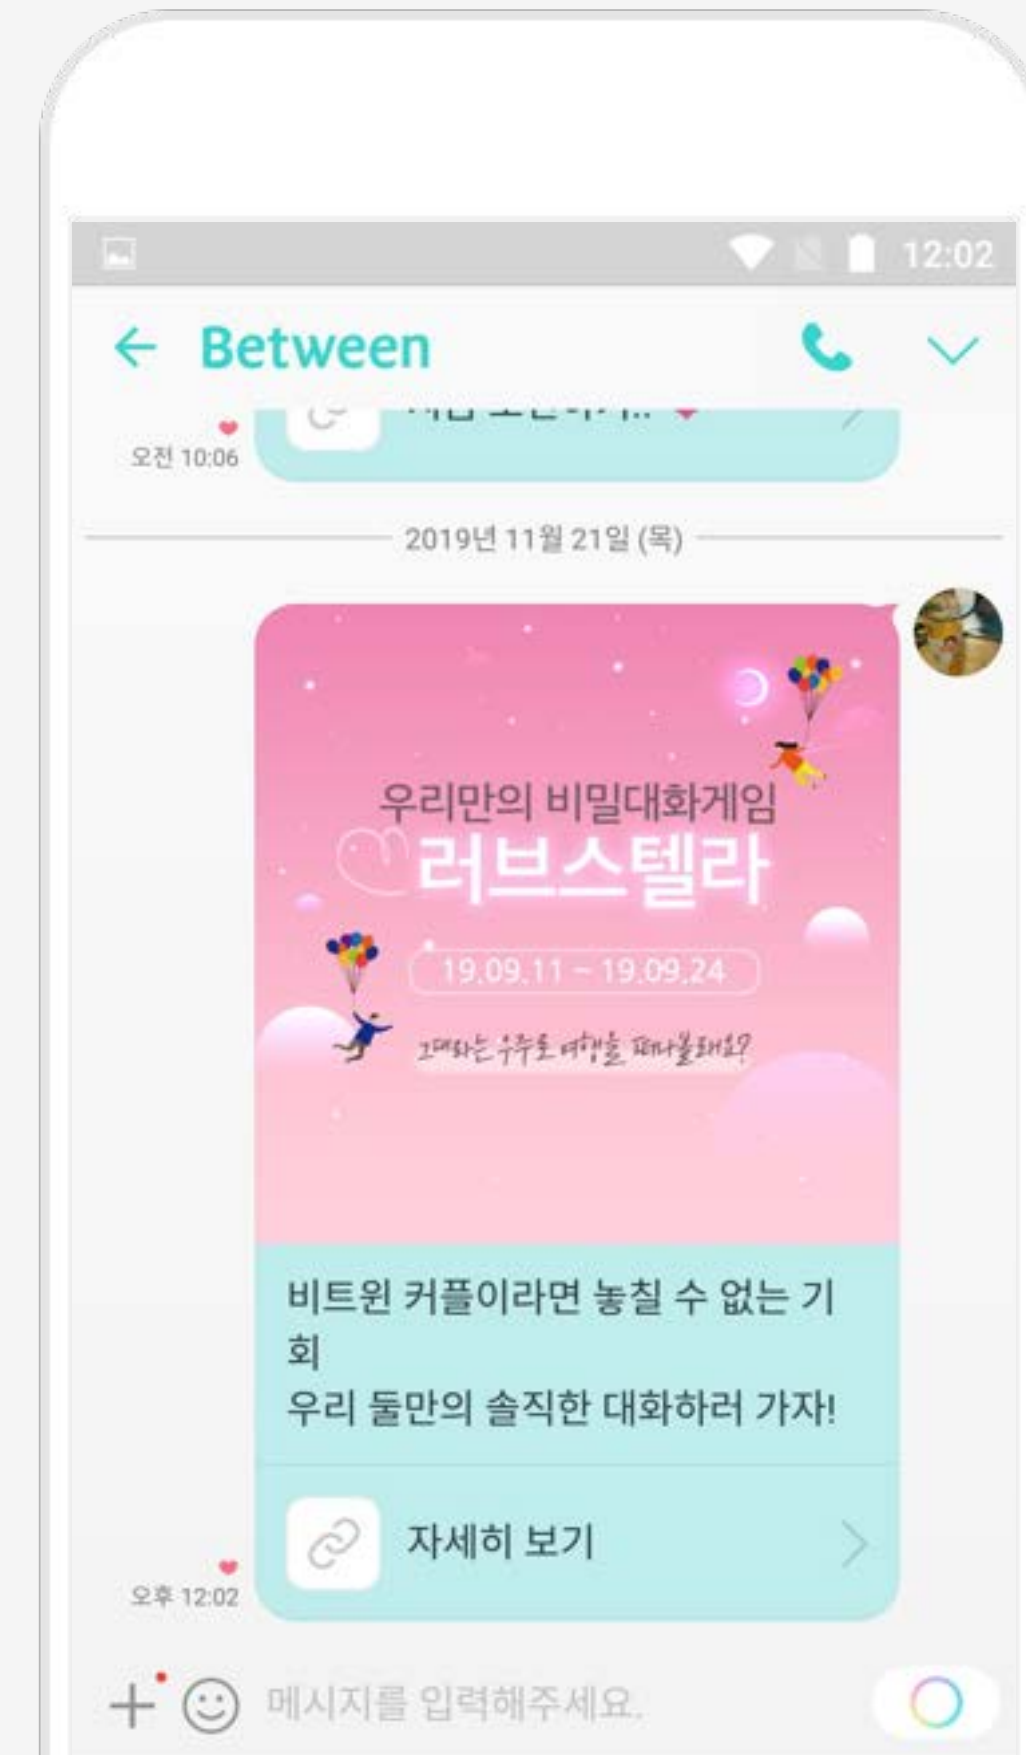 12:02
Between
오전 10:06
2019년 11월 21일 (목)
우리만의 비밀대화게임
러브스텔라
19.09.11 ~ 19.09.24
그대라는 우주로 여행을 떠나볼래요?
비트윈 커플이라면 놓칠 수 없는 기
회
우리 둘만의 솔직한 대화하러 가자!
자세히 보기
오후 12:02
메시지를 입력해주세요.